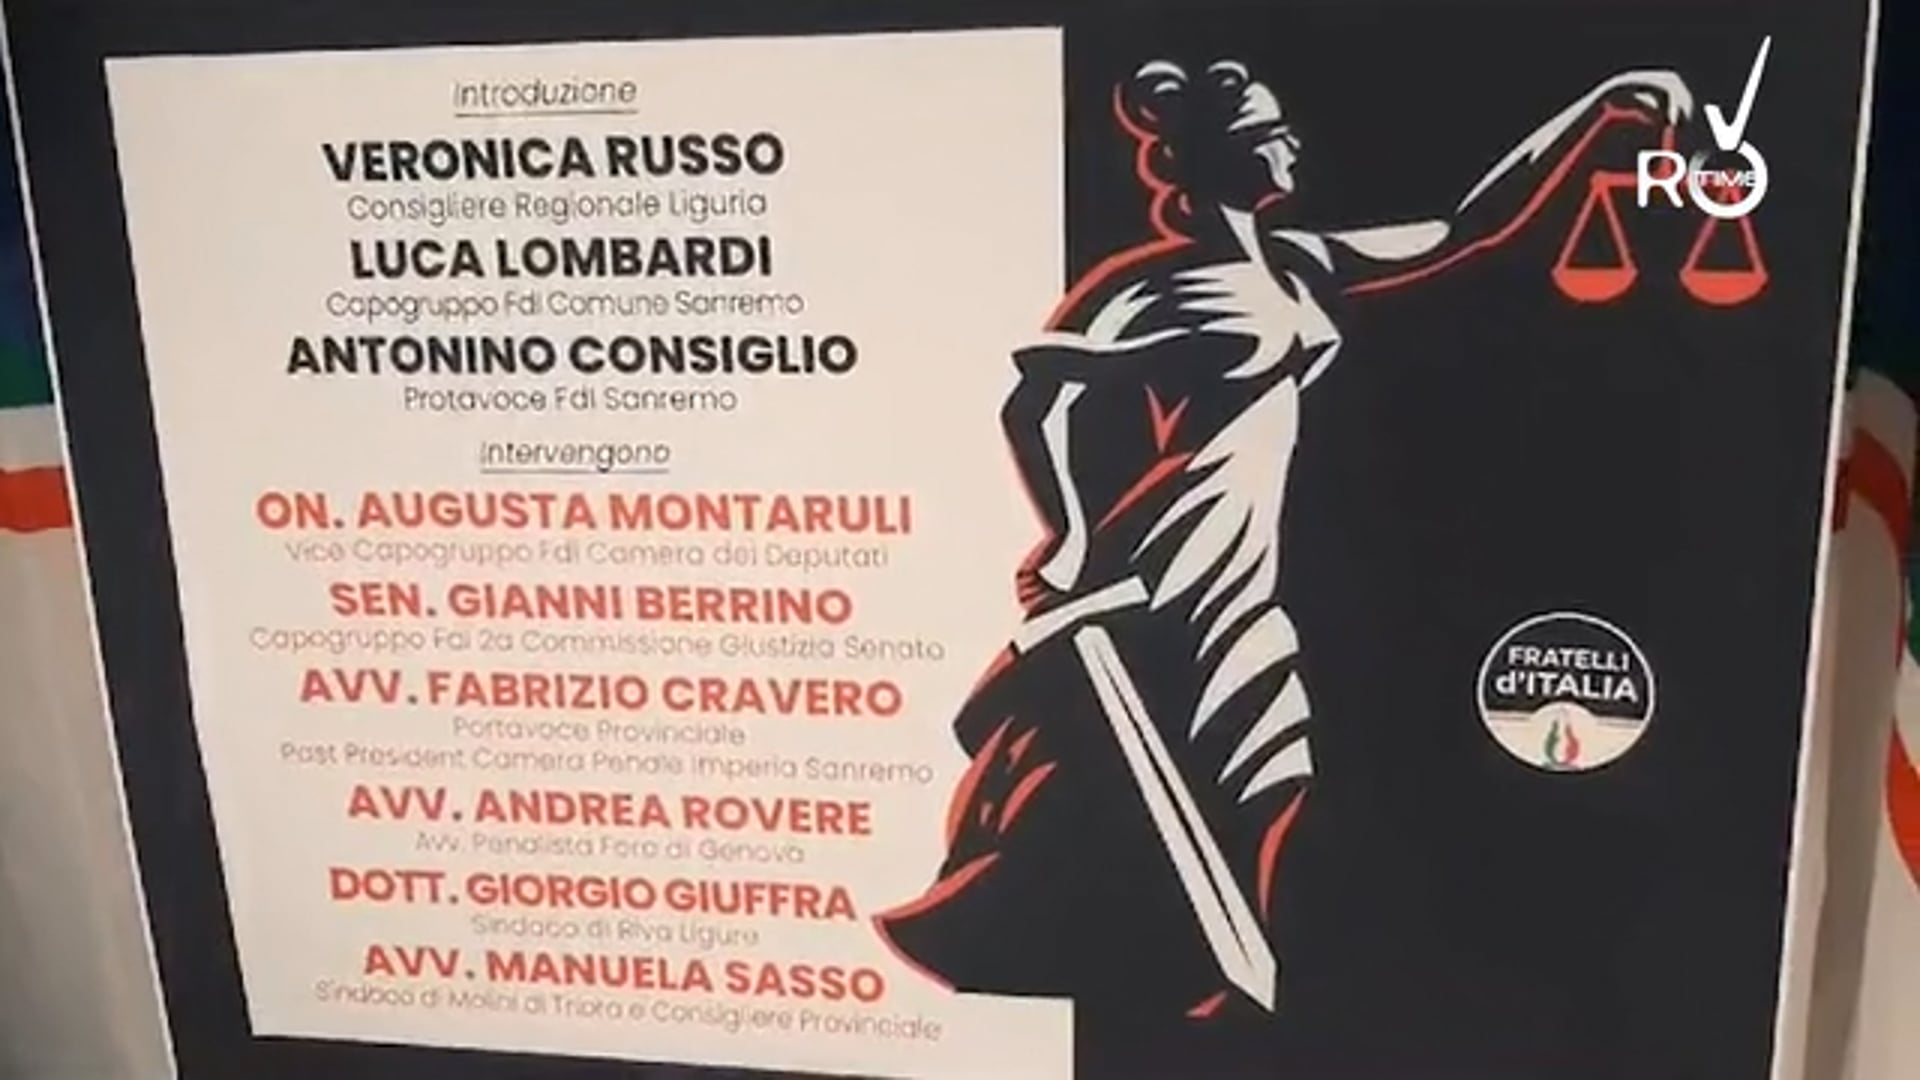 Introduzione
VERONICA RUSSO
Consigliere Regionale Liguria
LUCA LOMBARDI
Capogruppo FdI Comune Sanremo
ANTONINO CONSIGLIO
Protavoce FdI Sanremo
Intervengono
ON. AUGUSTA MONTARULI
Vice Capogruppo FdI Camera dei Deputati
SEN. GIANNI BERRINO
Capogruppo FdI 2a Commissione Giustizia Senato
AVV. FABRIZIO CRAVERO
Portavoce Provinciale
Past President Camera Penale Imperia Sanremo
AVV. ANDREA ROVERE
Avv. Penalista Foro di Genova
DOTT. GIORGIO GIUFFRA
Sindaco di Riva Ligure
AVV. MANUELA SASSO
Sindaco di Molini di Triora e Consigliere Provinciale
RO
TIME
FRATELLI
d'ITALIA